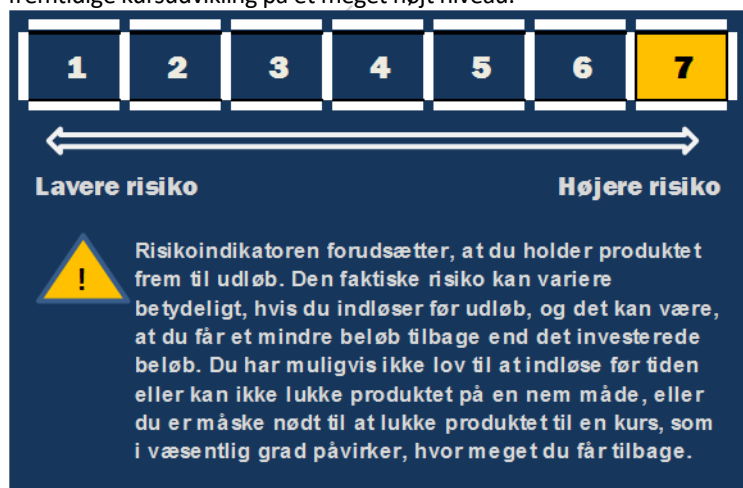 fremtidige kursudvikling på et meget højt niveau.
1 2 3 4 5 6 7
Lavere risiko Højere risiko
! Risikoindikatoren forudsætter, at du holder produktet
frem til udløb. Den faktiske risiko kan variere
betydeligt, hvis du indløser før udløb, og det kan være,
at du får et mindre beløb tilbage end det investerede
beløb. Du har muligvis ikke lov til at indløse før tiden
eller kan ikke lukke produktet på en nem måde, eller
du er måske nødt til at lukke produktet til en kurs, som
i væsentlig grad påvirker, hvor meget du får tilbage.